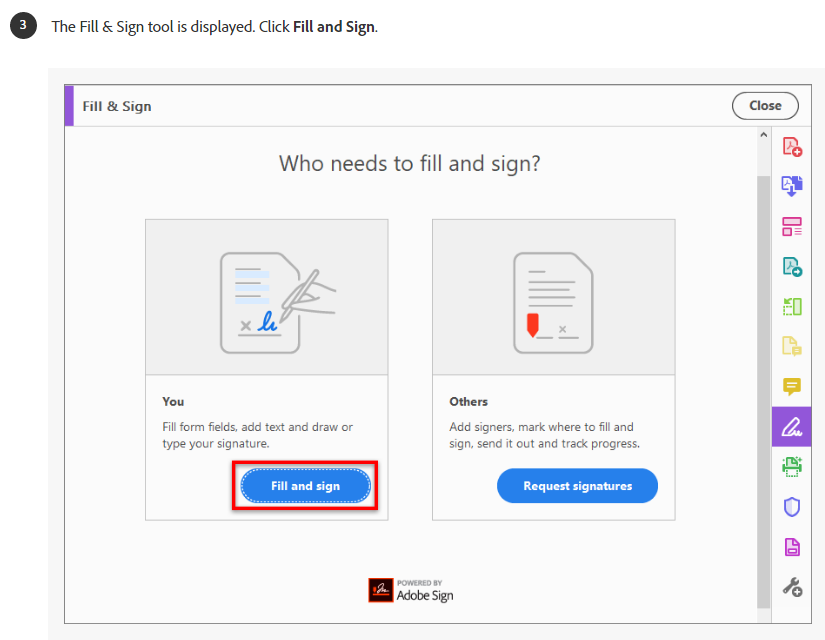 3 The Fill & Sign tool is displayed. Click Fill and Sign.
Fill & Sign
Close
Who needs to fill and sign?
You
Fill form fields, add text and draw or
type your signature.
Fill and sign
Others
Add signers, mark where to fill and
sign, send it out and track progress.
Request signatures
POWERED BY
Adobe Sign